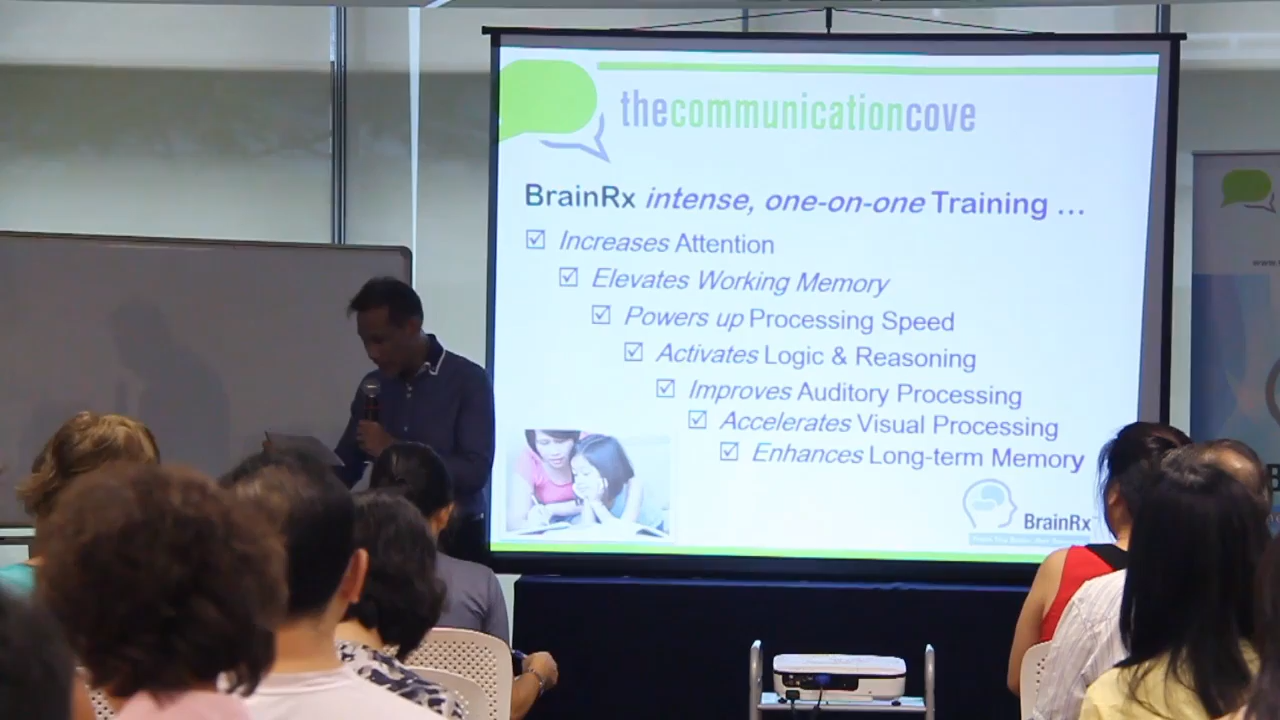 thecommunicationcove
BrainRx intense, one-on-one Training ...
☑ Increases Attention
☑ Elevates Working Memory
☑ Powers up Processing Speed
☑ Activates Logic & Reasoning
☑ Improves Auditory Processing
☑ Accelerates Visual Processing
☑ Enhances Long-term Memory
BrainRx